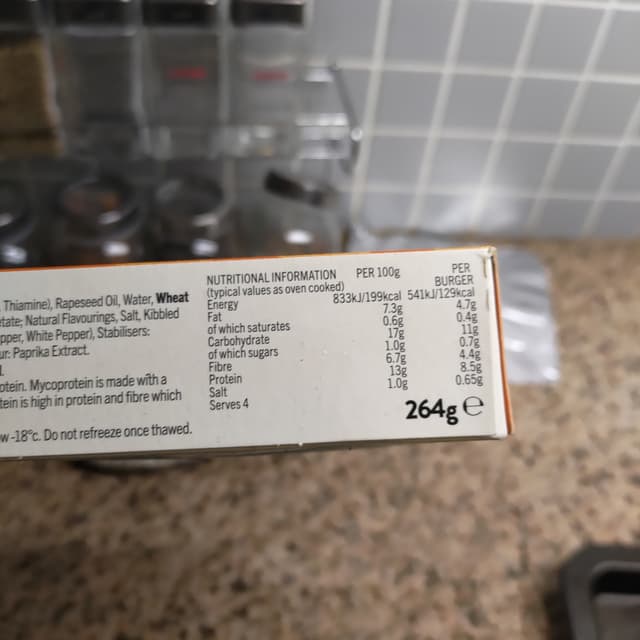 , Thiamine), Rapeseed Oil, Water, Wheat
tate; Natural Flavourings, Salt, Kibbled
pper, White Pepper), Stabilisers:
ur: Paprika Extract.
l.
otein. Mycoprotein is made with a
tein is high in protein and fibre which
w -18°c. Do not refreeze once thawed.
NUTRITIONAL INFORMATION PER 100g PER BURGER
(typical values as oven cooked)
Energy 833kJ/199kcal 541kJ/129kcal
Fat 7.3g 4.7g
of which saturates 0.6g 0.4g
Carbohydrate 17g 11g
of which sugars 1.0g 0.7g
Fibre 6.7g 4.4g
Protein 13g 8.5g
Salt 1.0g 0.65g
Serves 4
264g e